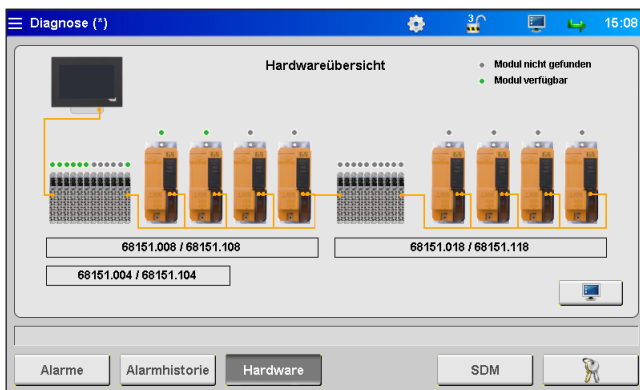 Diagnose (*)
3
15:08
Hardwareübersicht
Modul nicht gefunden
Modul verfügbar
68151.008 / 68151.108
68151.018 / 68151.118
68151.004 / 68151.104
Alarme
Alarmhistorie
Hardware
SDM